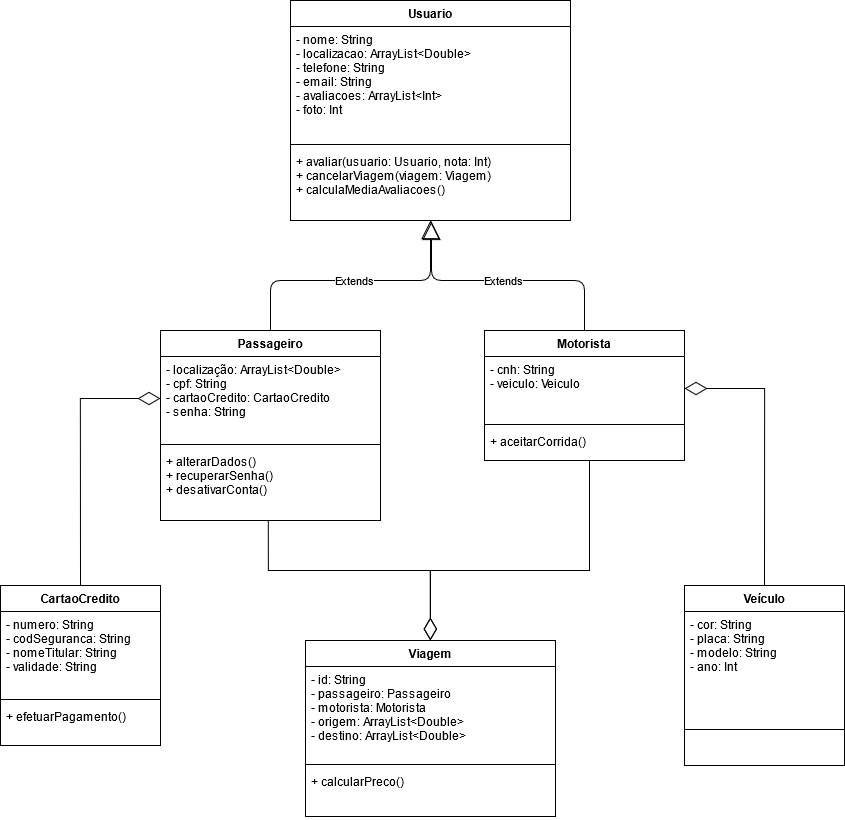 Usuario
- nome: String
- localizacao: ArrayList<Double>
- telefone: String
- email: String
- avaliacoes: ArrayList<Int>
- foto: Int
+ avaliar(usuario: Usuario, nota: Int)
+ cancelarViagem(viagem: Viagem)
+ calculaMediaAvaliacoes()
Extends
Extends
Passageiro
- localização: ArrayList<Double>
- cpf: String
- cartaoCredito: CartaoCredito
- senha: String
+ alterarDados()
+ recuperarSenha()
+ desativarConta()
Motorista
- cnh: String
- veiculo: Veiculo
+ aceitarCorrida()
CartaoCredito
- numero: String
- codSeguranca: String
- nomeTitular: String
- validade: String
+ efetuarPagamento()
Viagem
- id: String
- passageiro: Passageiro
- motorista: Motorista
- origem: ArrayList<Double>
- destino: ArrayList<Double>
+ calcularPreco()
Veículo
- cor: String
- placa: String
- modelo: String
- ano: Int